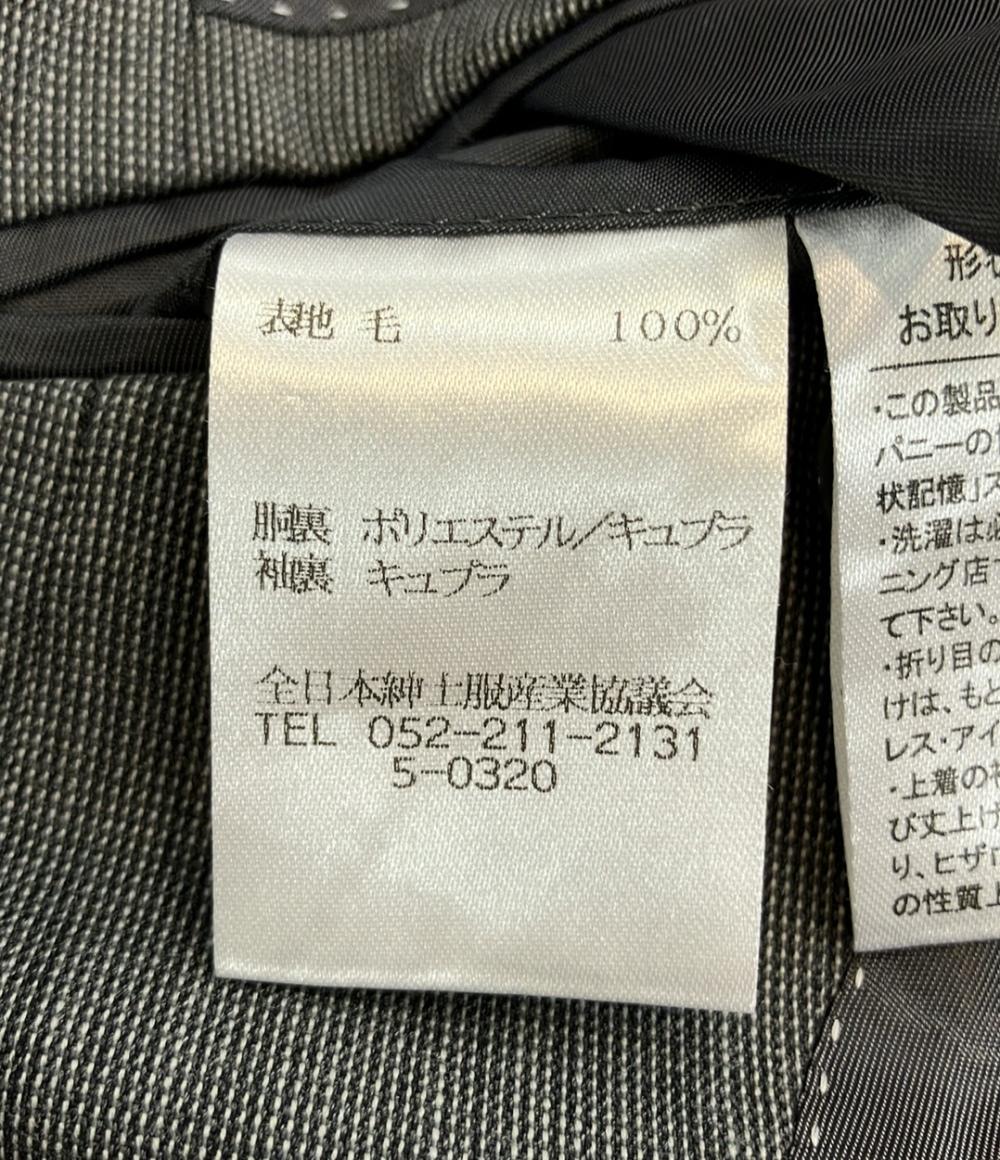 表地 毛 100%
胴裏 ポリエステル/キュプラ
袖裏 キュプラ
全日本紳士服産業協議会
TEL 052-211-2131
5-0320
形状
お取り
・この製品
パニーの
状記憶」ス
・洗濯は
ニング店
て下さい。
・折り目の
けは、もと
レス・アイ
・上着の
び丈上げ
り、ヒザ
の性質上